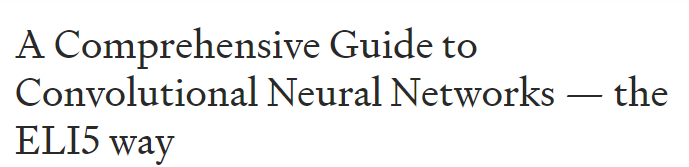 A Comprehensive Guide to
Convolutional Neural Networks — the
ELI5 way